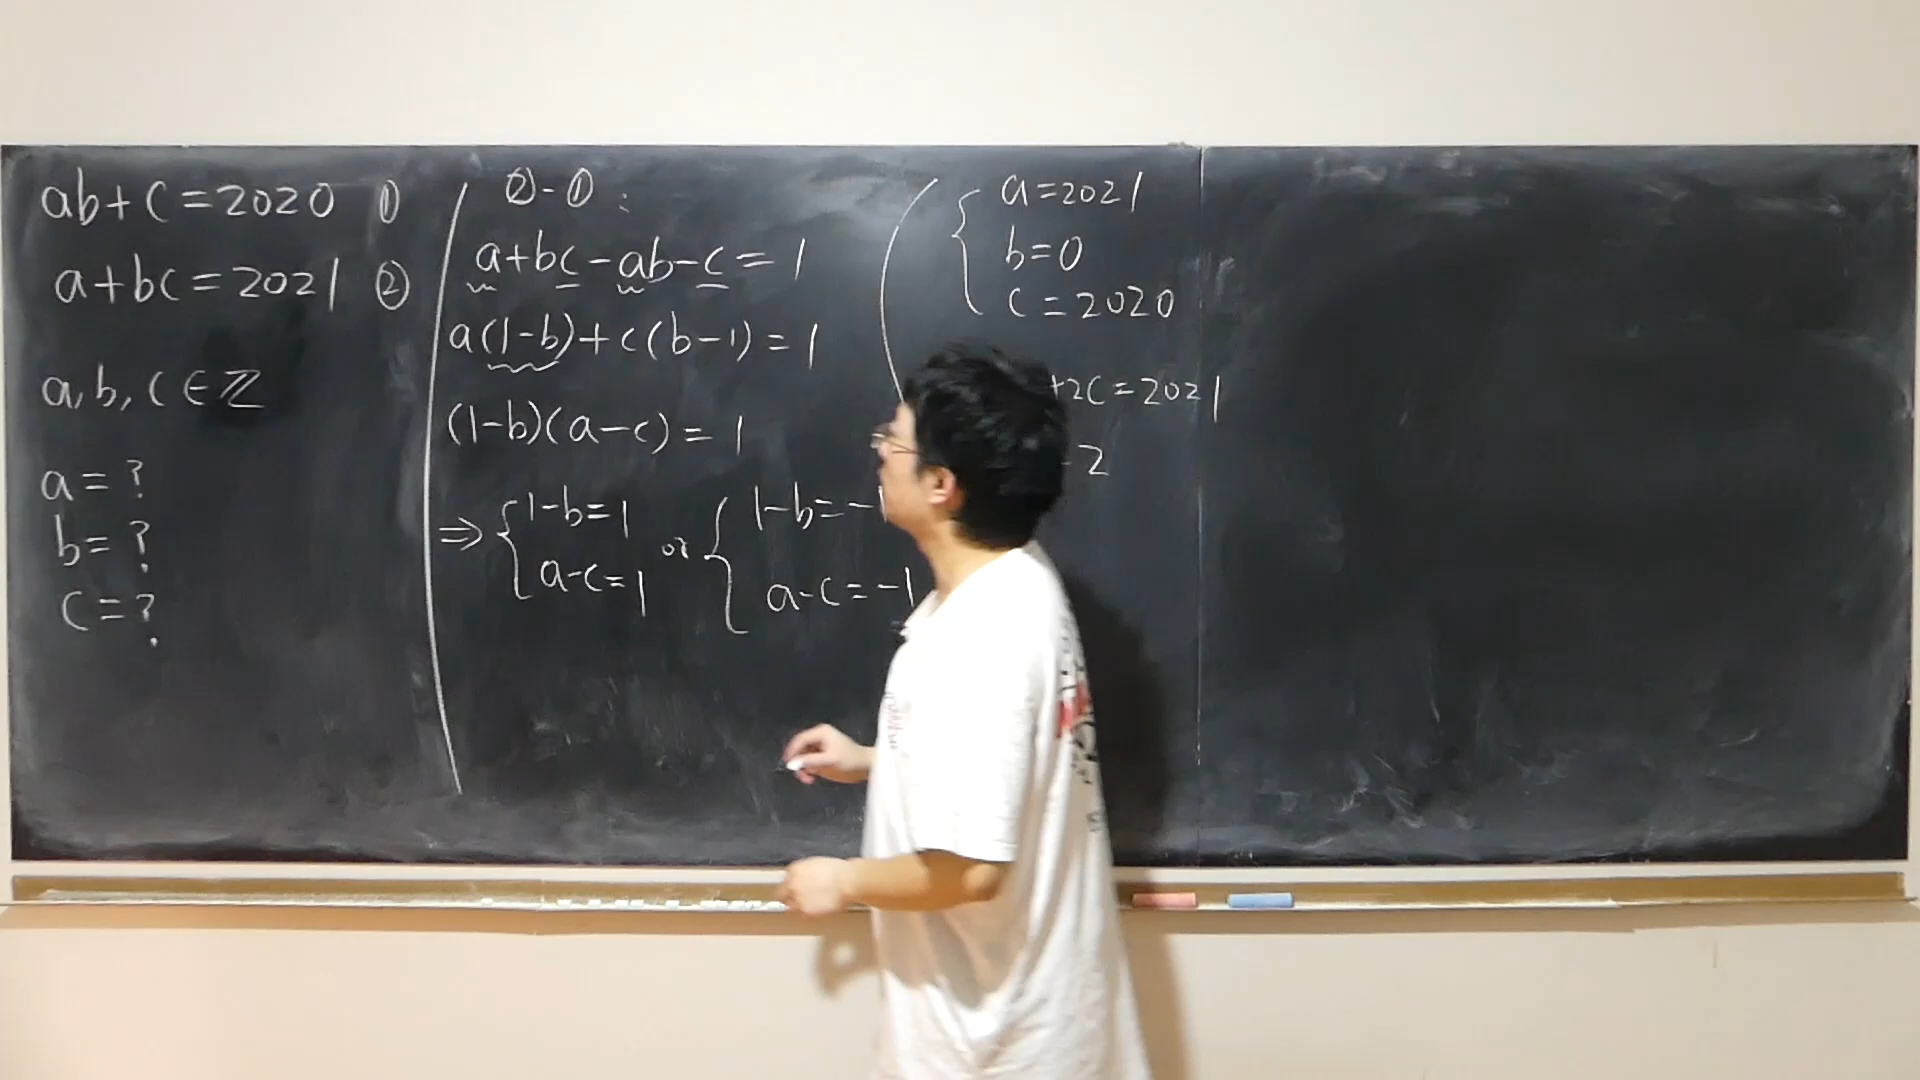 ab+c=2020 ①
a+bc=2021 ②
a,b,c∈ℤ
a=?
b=?
c=?
②-①:
a+bc-ab-c=1
a(1-b)+c(b-1)=1
(1-b)(a-c)=1
⇒ { 1-b=1 or { 1-b=-1
a-c=1 a-c=-1
{ a=2021
b=0
c=2020
+2c=2021
2